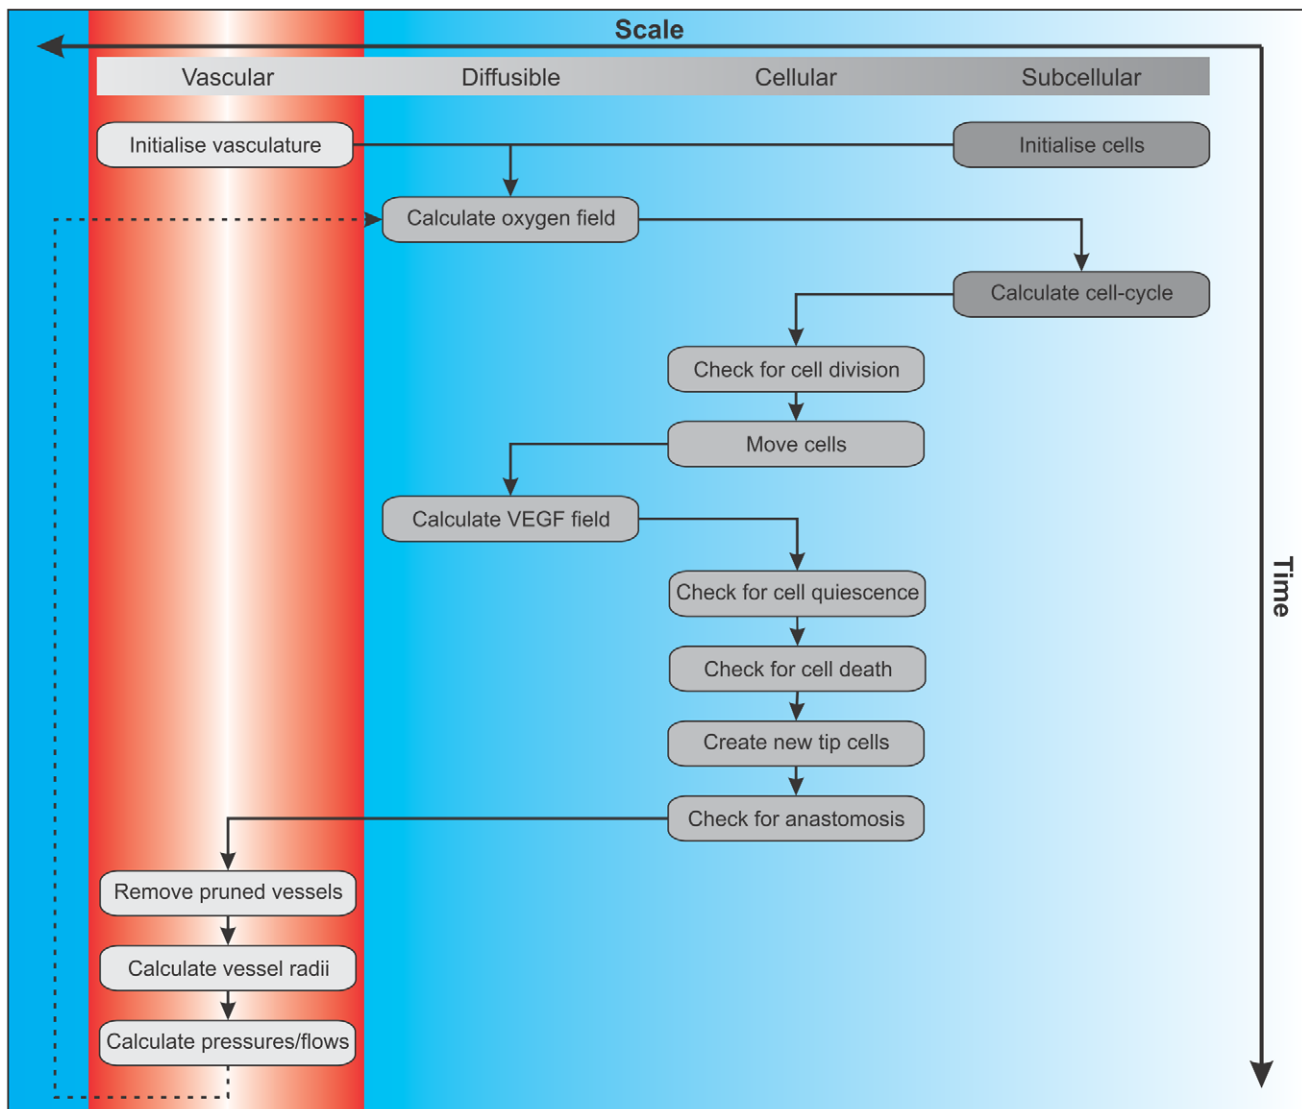 Scale
Vascular
Diffusible
Cellular
Subcellular
Initialise vasculature
Initialise cells
Calculate oxygen field
Calculate cell-cycle
Check for cell division
Move cells
Calculate VEGF field
Check for cell quiescence
Time
Check for cell death
Create new tip cells
Check for anastomosis
Remove pruned vessels
Calculate vessel radii
Calculate pressures/flows